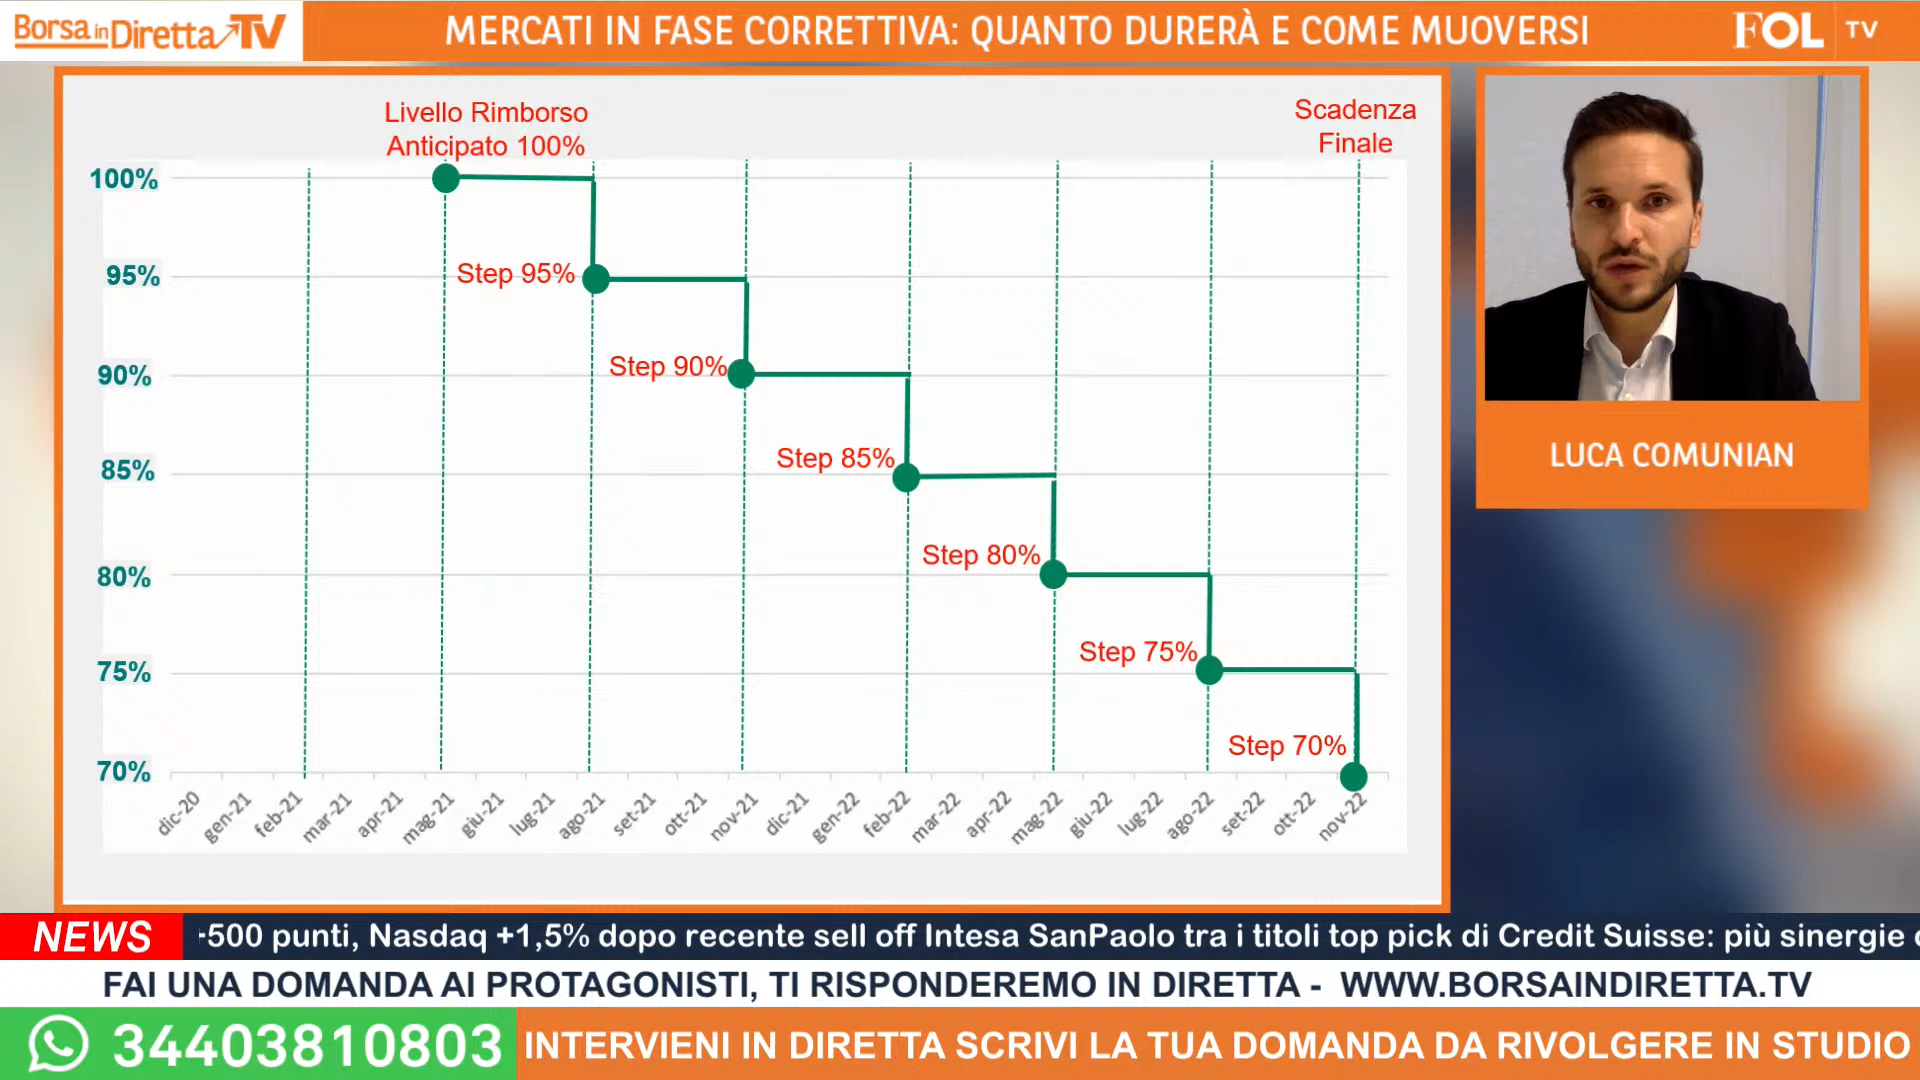 Borsa in Diretta TV
MERCATI IN FASE CORRETTIVA: QUANTO DURERÀ E COME MUOVERSI
FOL TV
Livello Rimborso
Anticipato 100%
Scadenza
Finale
100%
95%
Step 95%
90%
Step 90%
85%
Step 85%
80%
Step 80%
75%
Step 75%
70%
Step 70%
dic-20 gen-21 feb-21 mar-21 apr-21 mag-21 giu-21 lug-21 ago-21 set-21 ott-21 nov-21 dic-21 gen-22 feb-22 mar-22 apr-22 mag-22 giu-22 lug-22 ago-22 set-22 ott-22 nov-22
LUCA COMUNIAN
NEWS
500 punti, Nasdaq +1,5% dopo recente sell off Intesa SanPaolo tra i titoli top pick di Credit Suisse: più sinergie
FAI UNA DOMANDA AI PROTAGONISTI, TI RISPONDEREMO IN DIRETTA - WWW.BORSAINDIRETTA.TV
34403810803
INTERVIENI IN DIRETTA SCRIVI LA TUA DOMANDA DA RIVOLGERE IN STUDIO